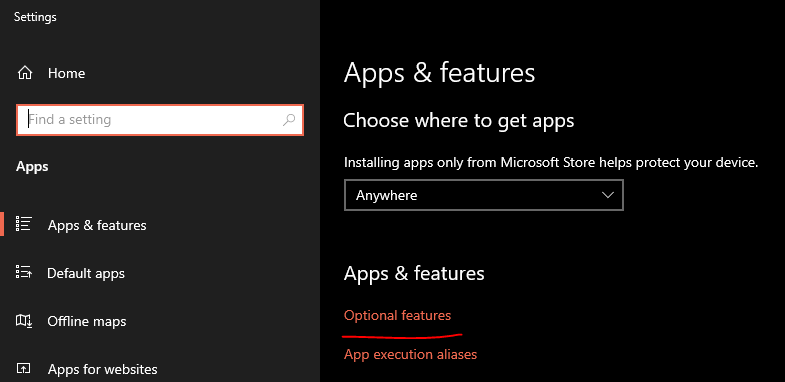 Settings
Home
Find a setting
Apps
Apps & features
Default apps
Offline maps
Apps for websites
Apps & features
Choose where to get apps
Installing apps only from Microsoft Store helps protect your device.
Anywhere
Apps & features
Optional features
App execution aliases